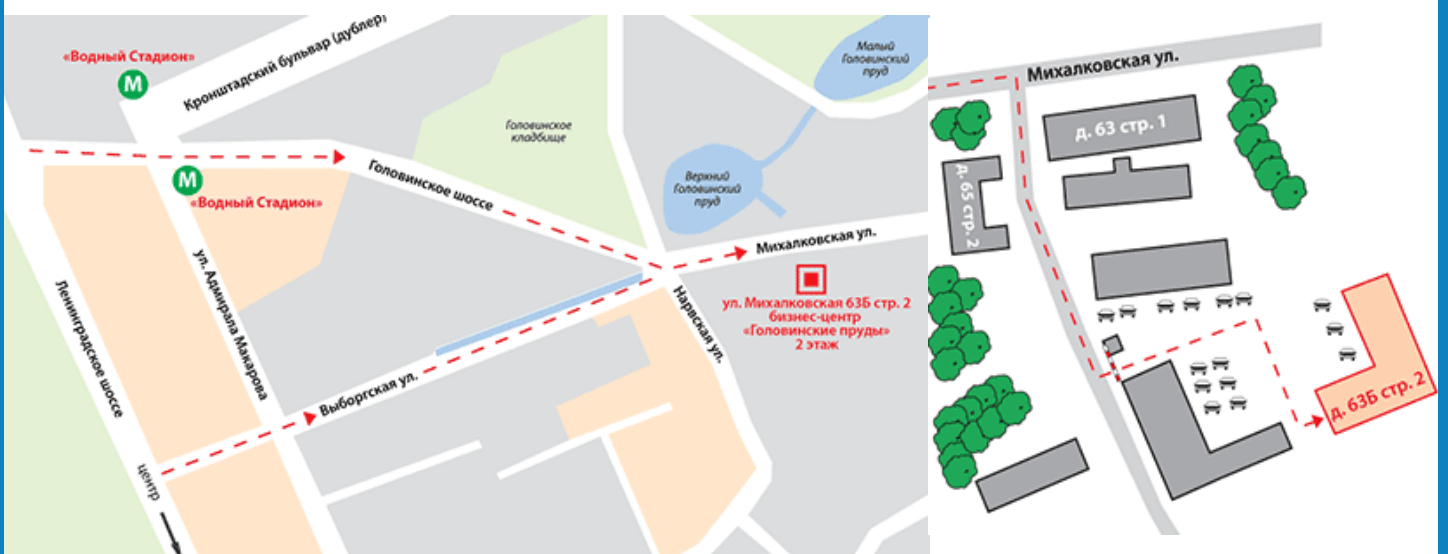 «Водный Стадион»
М
Кронштадский бульвар (дублер)
Малый
Головинский
пруд
Головинское
кладбище
Головинское шоссе
Верхний
Головинский
пруд
М
«Водный Стадион»
Михалковская ул.
ул. Михалковская 63Б стр. 2
бизнес-центр
«Головинские пруды»
2 этаж
ул. Адмирала Макарова
Ленинградское шоссе
Нарвская ул.
Выборгская ул.
центр
Михалковская ул.
д. 63 стр. 1
д. 65 стр. 2
д. 63Б стр. 2